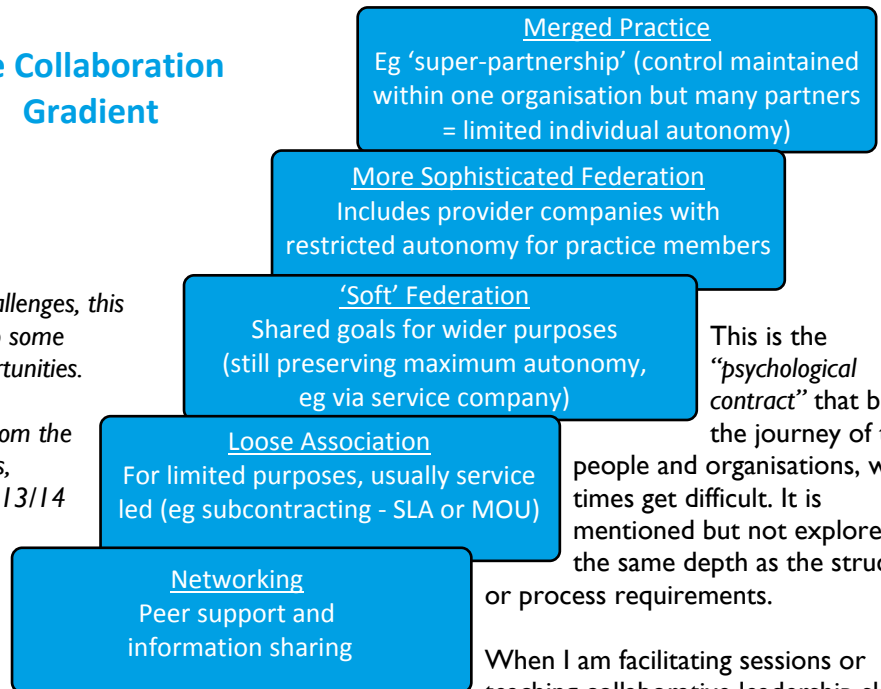 e Collaboration
Gradient
Merged Practice
Eg ‘super-partnership’ (control maintained
within one organisation but many partners
= limited individual autonomy)
More Sophisticated Federation
Includes provider companies with
restricted autonomy for practice members
‘Soft’ Federation
Shared goals for wider purposes
(still preserving maximum autonomy,
eg via service company)
Loose Association
For limited purposes, usually service
led (eg subcontracting - SLA or MOU)
Networking
Peer support and
information sharing
allenges, this
some
rtunities.
om the
s,
13/14
This is the
“psychological
contract” that b
the journey of
people and organisations, w
times get difficult. It is
mentioned but not explore
the same depth as the struc
or process requirements.
When I am facilitating sessions or
teaching collaborative leadership